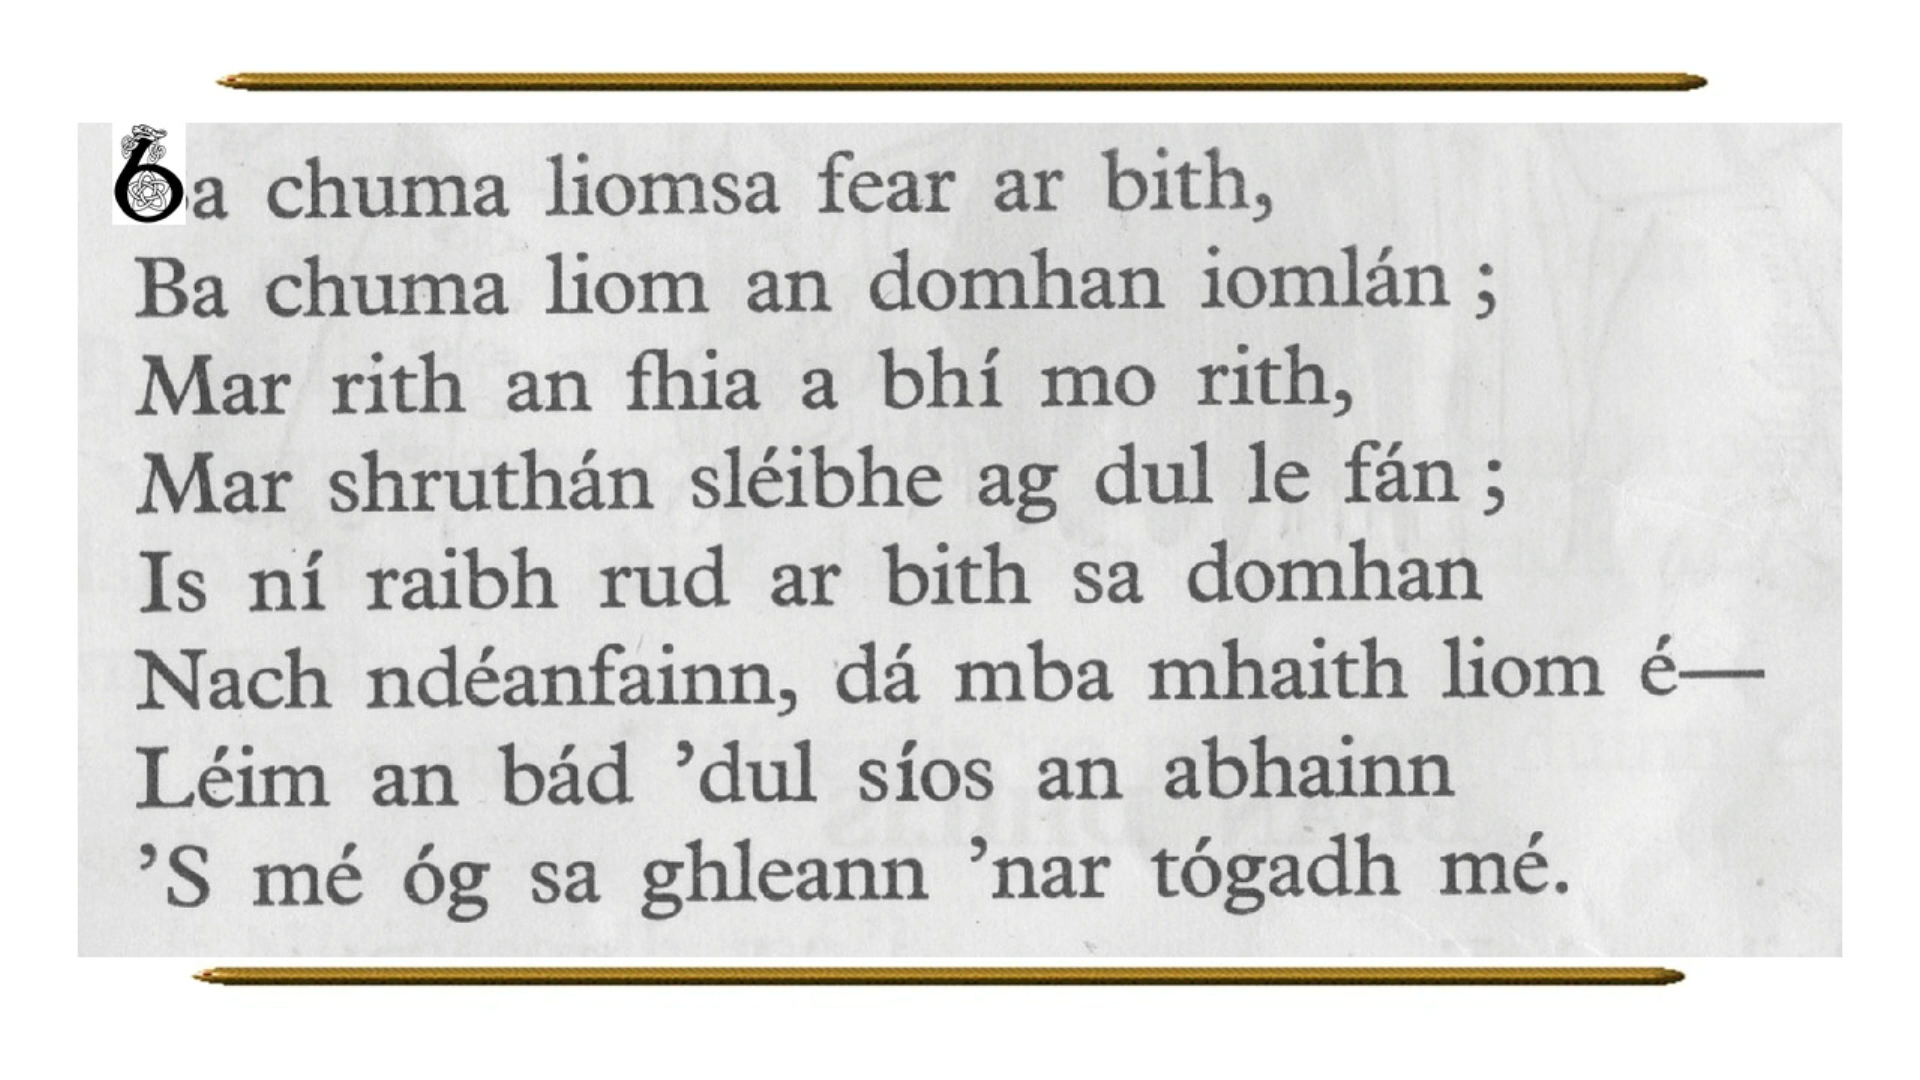 Ba chuma liomsa fear ar bith,
Ba chuma liom an domhan iomlán ;
Mar rith an fhia a bhí mo rith,
Mar shruthán sléibhe ag dul le fán ;
Is ní raibh rud ar bith sa domhan
Nach ndéanfainn, dá mba mhaith liom é—
Léim an bád ’dul síos an abhainn
’S mé óg sa ghleann ’nar tógadh mé.